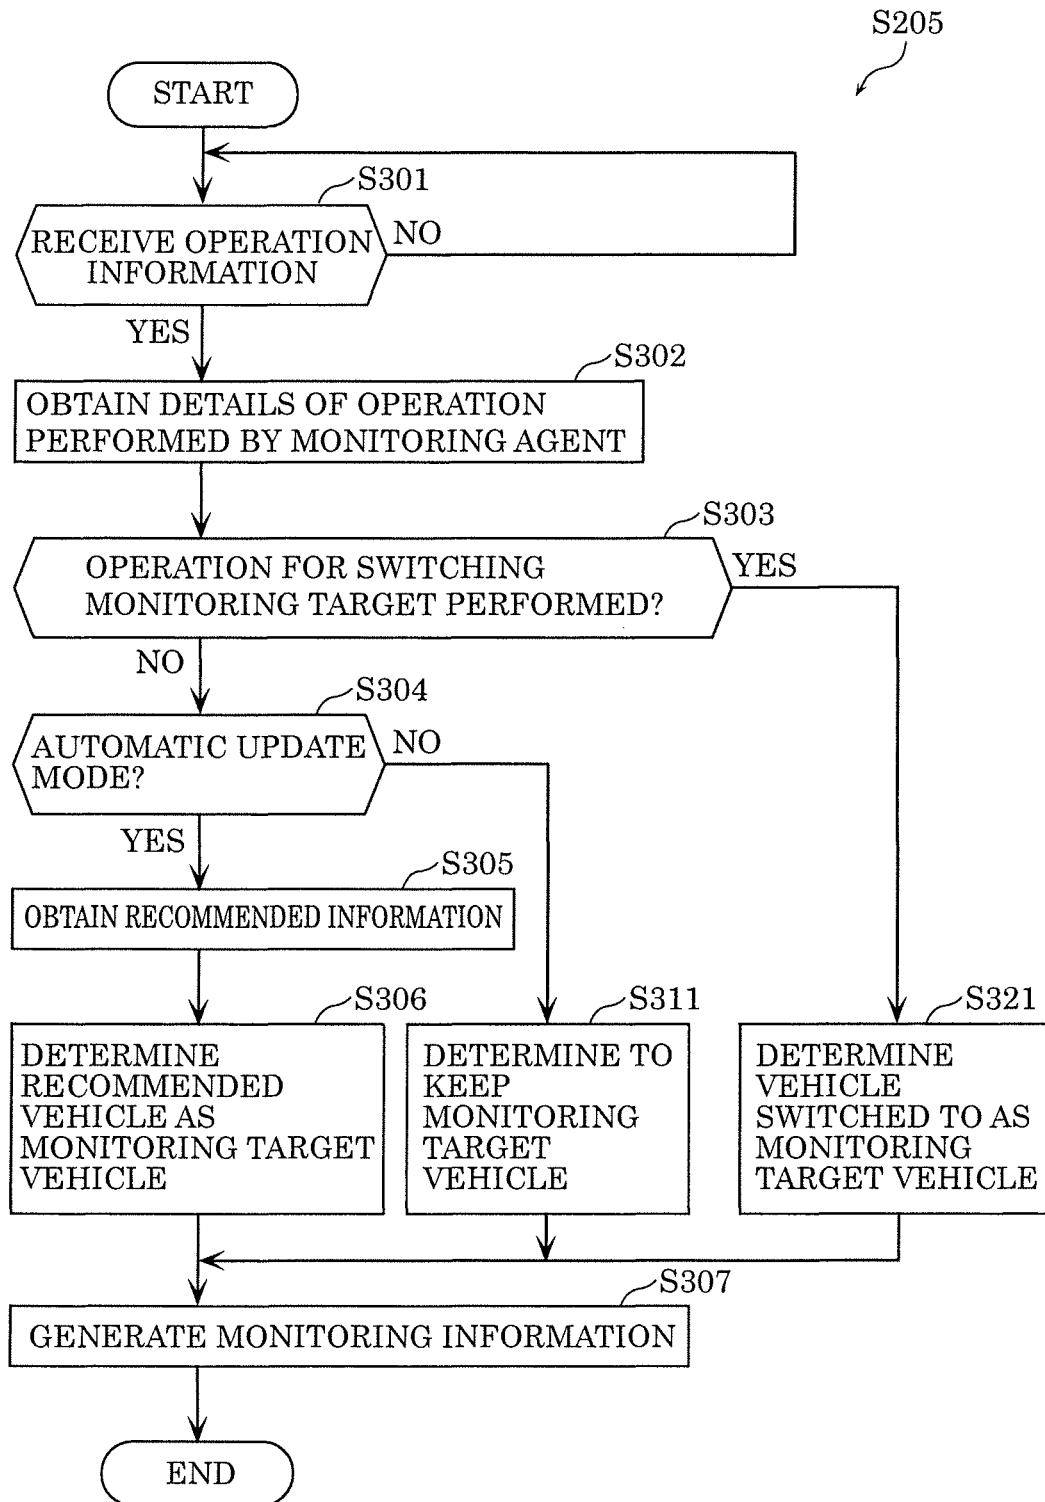 S205
START
S301
RECEIVE OPERATION
INFORMATION
NO
YES
S302
OBTAIN DETAILS OF OPERATION
PERFORMED BY MONITORING AGENT
S303
OPERATION FOR SWITCHING
MONITORING TARGET PERFORMED?
YES
NO
S304
AUTOMATIC UPDATE
MODE?
NO
YES
S305
OBTAIN RECOMMENDED INFORMATION
S306
DETERMINE
RECOMMENDED
VEHICLE AS
MONITORING TARGET
VEHICLE
S311
DETERMINE TO
KEEP
MONITORING
TARGET
VEHICLE
S321
DETERMINE
VEHICLE
SWITCHED TO AS
MONITORING
TARGET VEHICLE
S307
GENERATE MONITORING INFORMATION
END